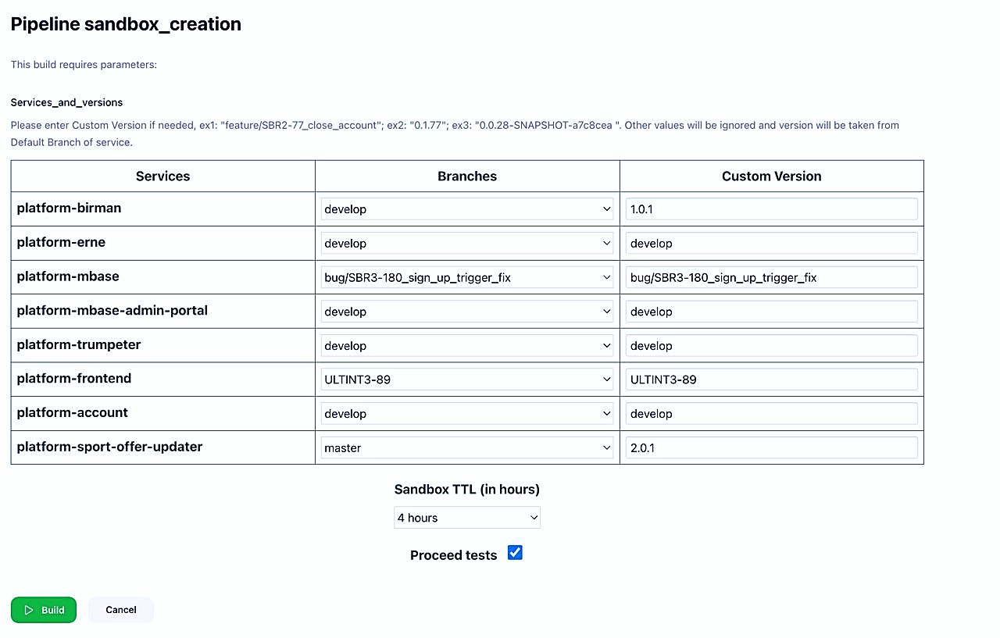 Pipeline sandbox_creation
This build requires parameters:
Services_and_versions
Please enter Custom Version if needed, ex1: "feature/SBR2-77_close_account"; ex2: "0.1.77"; ex3: "0.0.28-SNAPSHOT-a7c8cea ". Other values will be ignored and version will be taken from
Default Branch of service.
Services Branches Custom Version
platform-birman develop 1.0.1
platform-erne develop develop
platform-mbase bug/SBR3-180_sign_up_trigger_fix bug/SBR3-180_sign_up_trigger_fix
platform-mbase-admin-portal develop develop
platform-trumpeter develop develop
platform-frontend ULTINT3-89 ULTINT3-89
platform-account develop develop
platform-sport-offer-updater master 2.0.1
Sandbox TTL (in hours)
4 hours
Proceed tests
Build Cancel